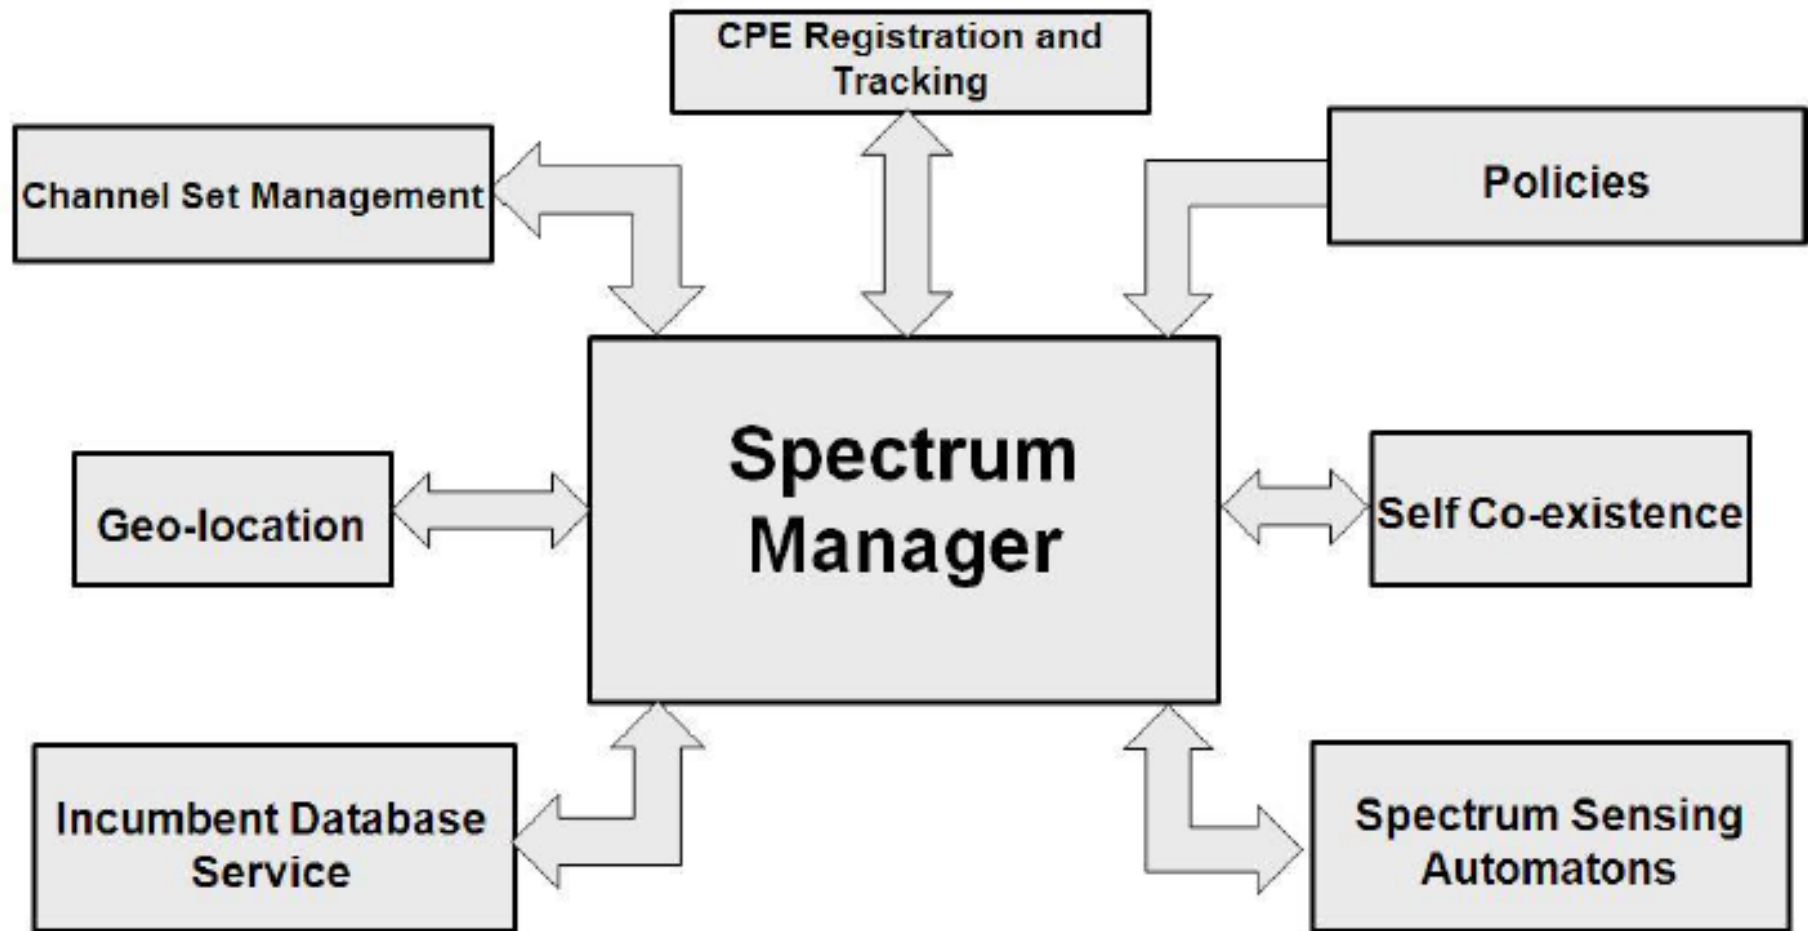 CPE Registration and
Tracking
Channel Set Management
Policies
Spectrum
Manager
Geo-location
Self Co-existence
Incumbent Database
Service
Spectrum Sensing
Automatons